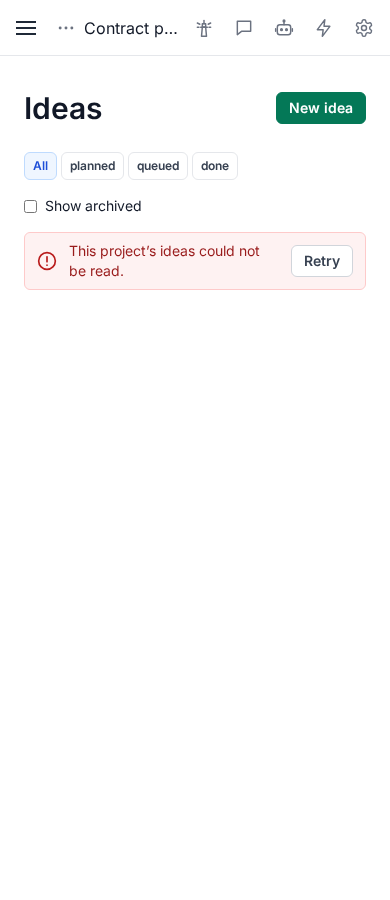 Contract p...
Ideas
New idea
All
planned
queued
done
Show archived
This project's ideas could not
be read.
Retry